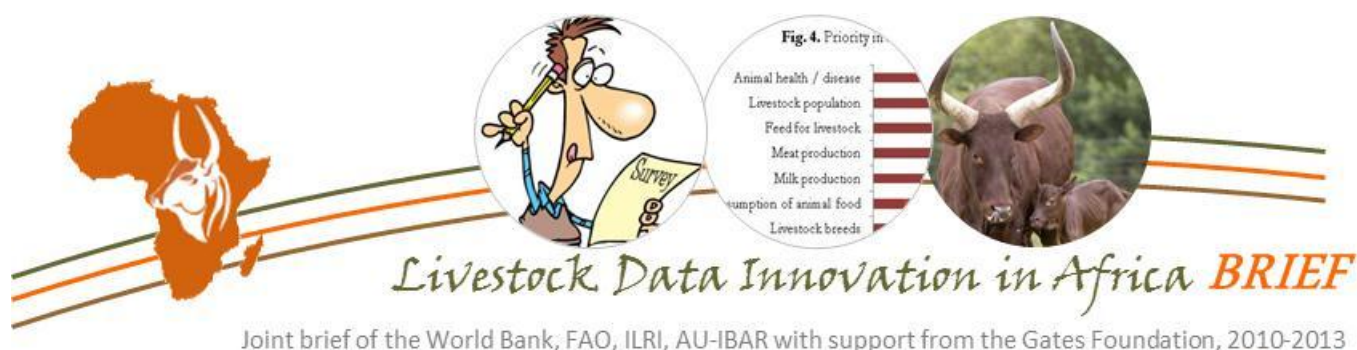 Fig. 4. Priority in
Animal health / disease
Livestock population
Feed for livestock
Meat production
Milk production
sumption of animal food
Livestock breeds
Survey
Livestock Data Innovation in Africa BRIEF
Joint brief of the World Bank, FAO, ILRI, AU-IBAR with support from the Gates Foundation, 2010-2013